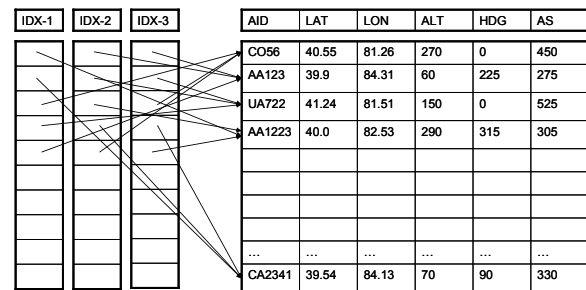 IDX-1 IDX-2 IDX-3 AID LAT LON ALT HDG AS
CO56 40.55 81.26 270 0 450
AA123 39.9 84.31 60 225 275
UA722 41.24 81.51 150 0 525
AA1223 40.0 82.53 290 315 305
... ... ... ... ... ...
CA2341 39.54 84.13 70 90 330